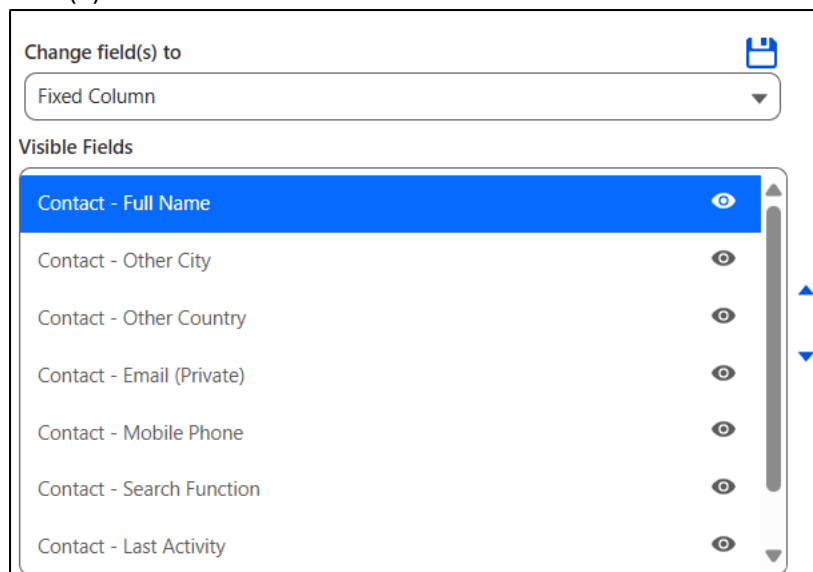 Change field(s) to
Fixed Column
Visible Fields
Contact - Full Name
Contact - Other City
Contact - Other Country
Contact - Email (Private)
Contact - Mobile Phone
Contact - Search Function
Contact - Last Activity